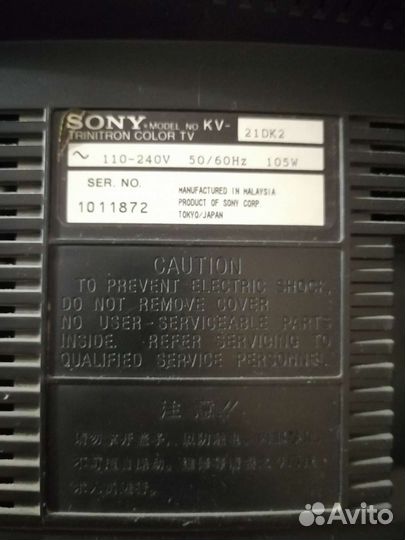 SONY® MODEL NO KV-21DK2
TRINITRON COLOR TV
~ 110-240V 50/60Hz 105W
SER. NO. MANUFACTURED IN MALAYSIA
1011872 PRODUCT OF SONY CORP.
TOKYO/JAPAN
CAUTION
TO PREVENT ELECTRIC SHOCK,
DO NOT REMOVE COVER.
NO USER-SERVICEABLE PARTS
INSIDE. REFER SERVICING TO
QUALIFIED SERVICE PERSONNEL.
注意!!
Avito